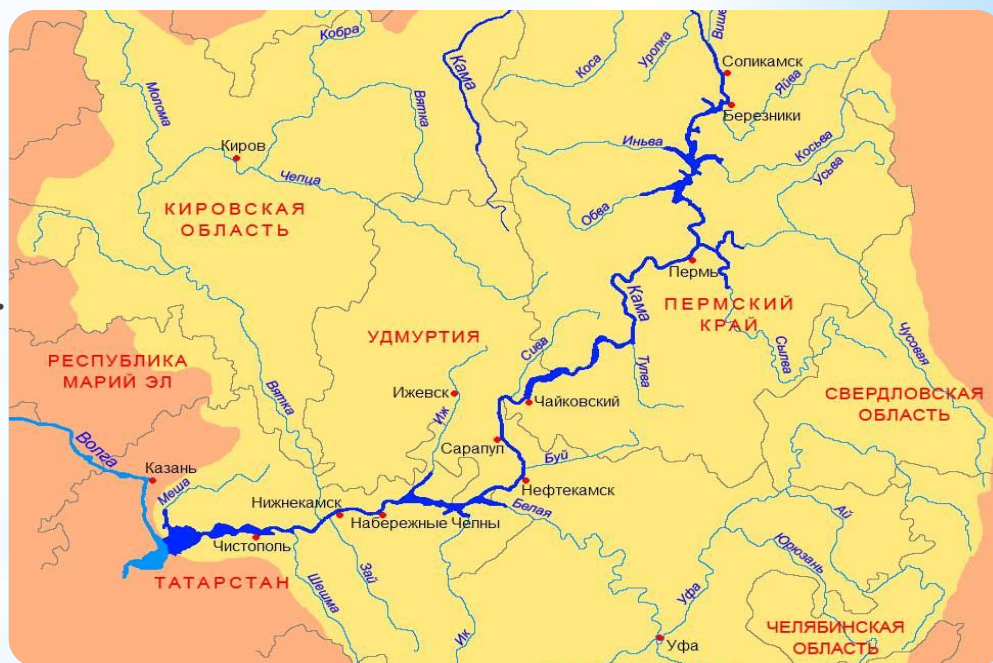 Кобра
Кама
Коса
Уролка
Више
Соликамск
Яйва
Молома
Вятка
Березники
Киров
Иньва
Косьва
Усьва
Чепца
КИРОВСКАЯ
ОБЛАСТЬ
Обва
Пермь
Кама
ПЕРМСКИЙ
КРАЙ
УДМУРТИЯ
Сива
Тулва
Сылва
Чусовая
РЕСПУБЛИКА
МАРИЙ ЭЛ
Вятка
Ижевск
Иж
Чайковский
СВЕРДЛОВСКАЯ
ОБЛАСТЬ
Сарапул
Буй
Волга
Казань
Меша
Нефтекамск
Нижнекамск
Набережные Челны
Белая
Чистополь
Ай
Юрюзань
ТАТАРСТАН
Шешма
Зай
Ик
Уфа
Уфа
ЧЕЛЯБИНСКАЯ
ОБЛАСТЬ